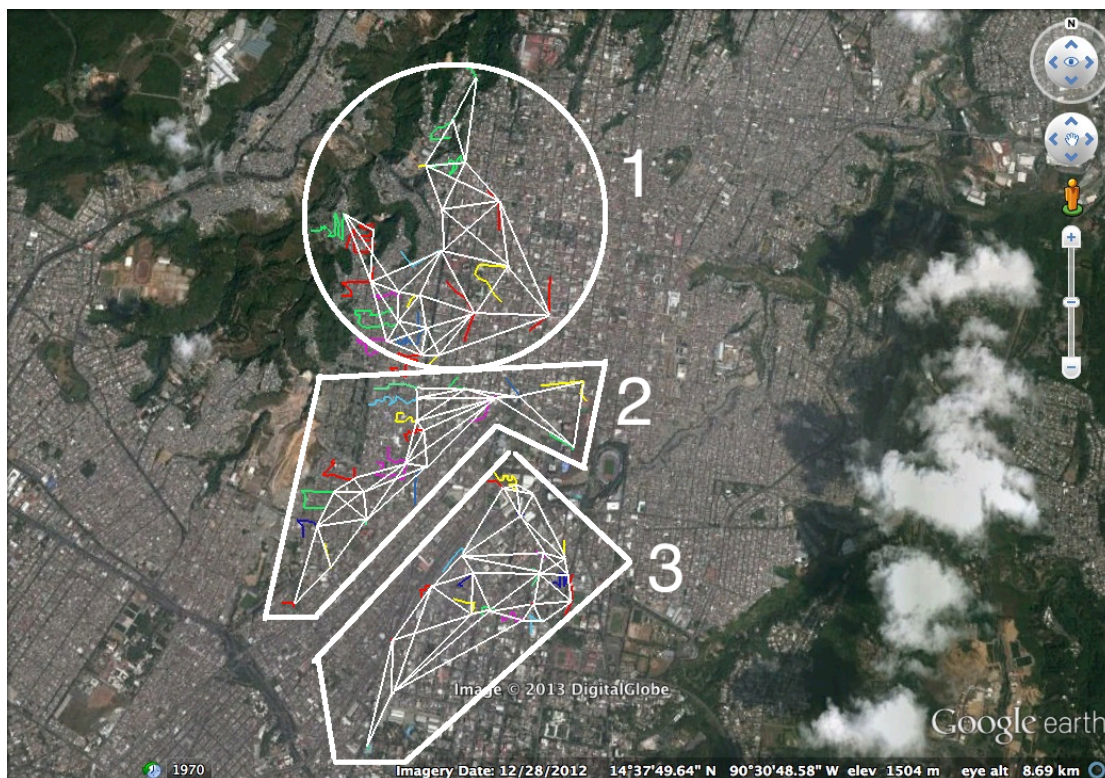 N
1
2
3
Image © 2013 DigitalGlobe
Google earth
1970
Imagery Date: 12/28/2012 14°37'49.64" N 90°30'48.58" W elev 1504 m eye alt 8.69 km